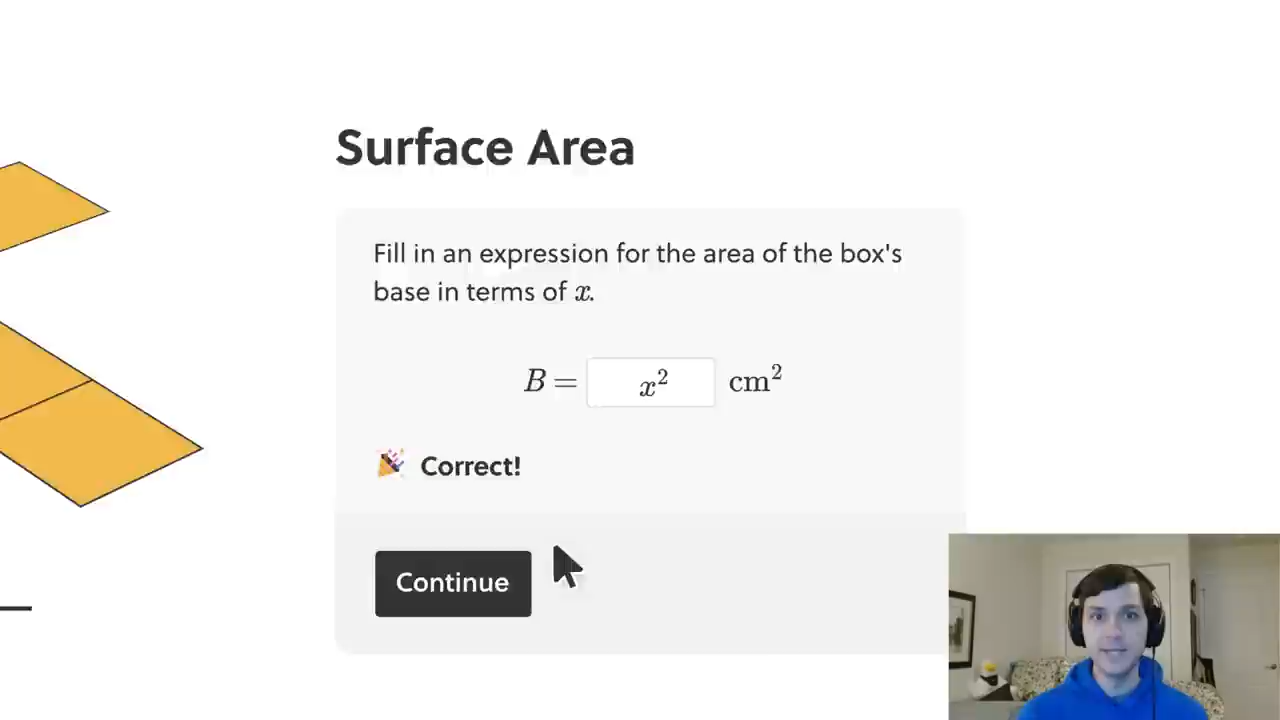 Surface Area
Fill in an expression for the area of the box's
base in terms of x.
B = x² cm²
Correct!
Continue